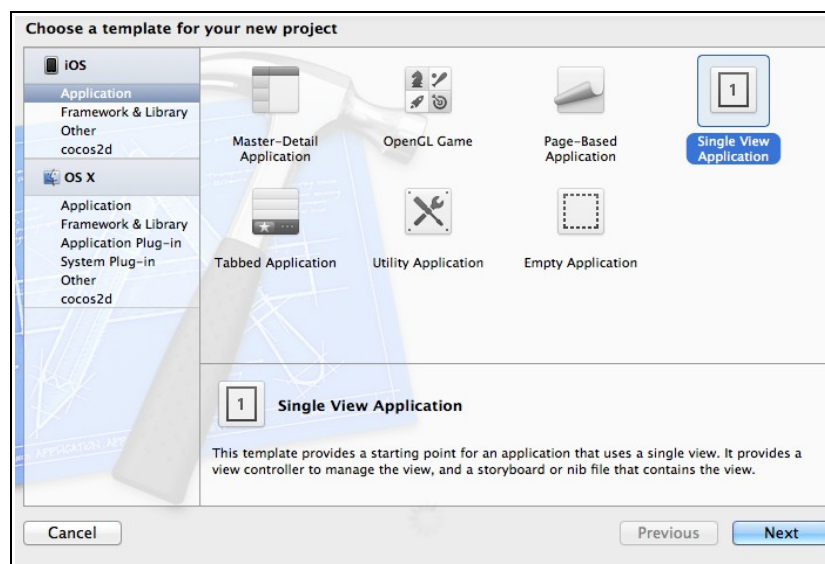 Choose a template for your new project
iOS
Application
Framework & Library
Other
cocos2d
OS X
Application
Framework & Library
Application Plug-in
System Plug-in
Other
cocos2d
Master-Detail
Application
OpenGL Game
Page-Based
Application
1
Single View
Application
Tabbed Application
Utility Application
Empty Application
1
Single View Application
This template provides a starting point for an application that uses a single view. It provides a
view controller to manage the view, and a storyboard or nib file that contains the view.
Cancel
Previous
Next